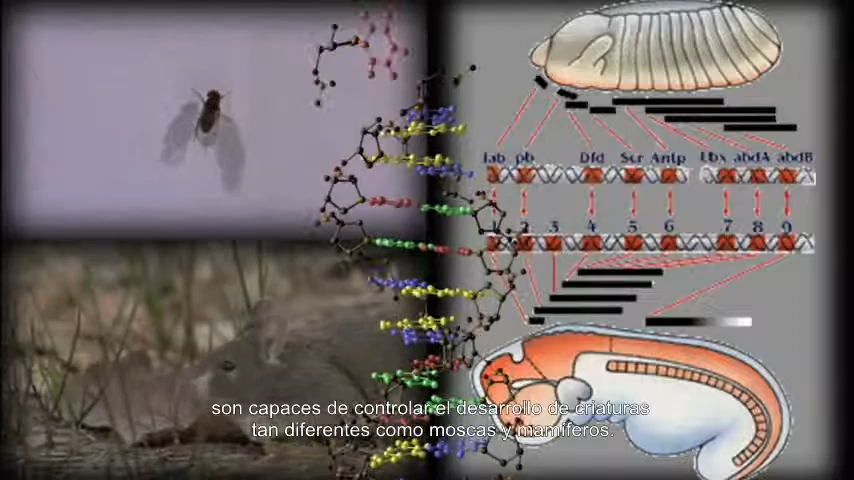 lab pb Dfd Scr Antp Ubx abdA abdB
2 3 4 5 6 7 8 9
son capaces de controlar el desarrollo de criaturas
tan diferentes como moscas y mamíferos.